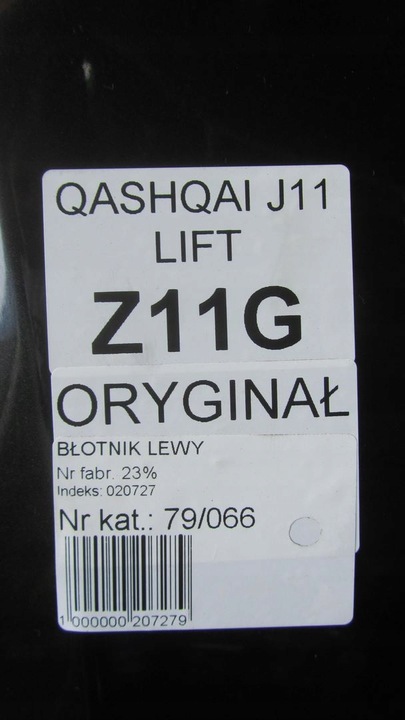 QASHQAI J11
LIFT
Z11G
ORYGINAŁ
BŁOTNIK LEWY
Nr fabr. 23%
Indeks: 020727
Nr kat.: 79/066
1 000000 207279